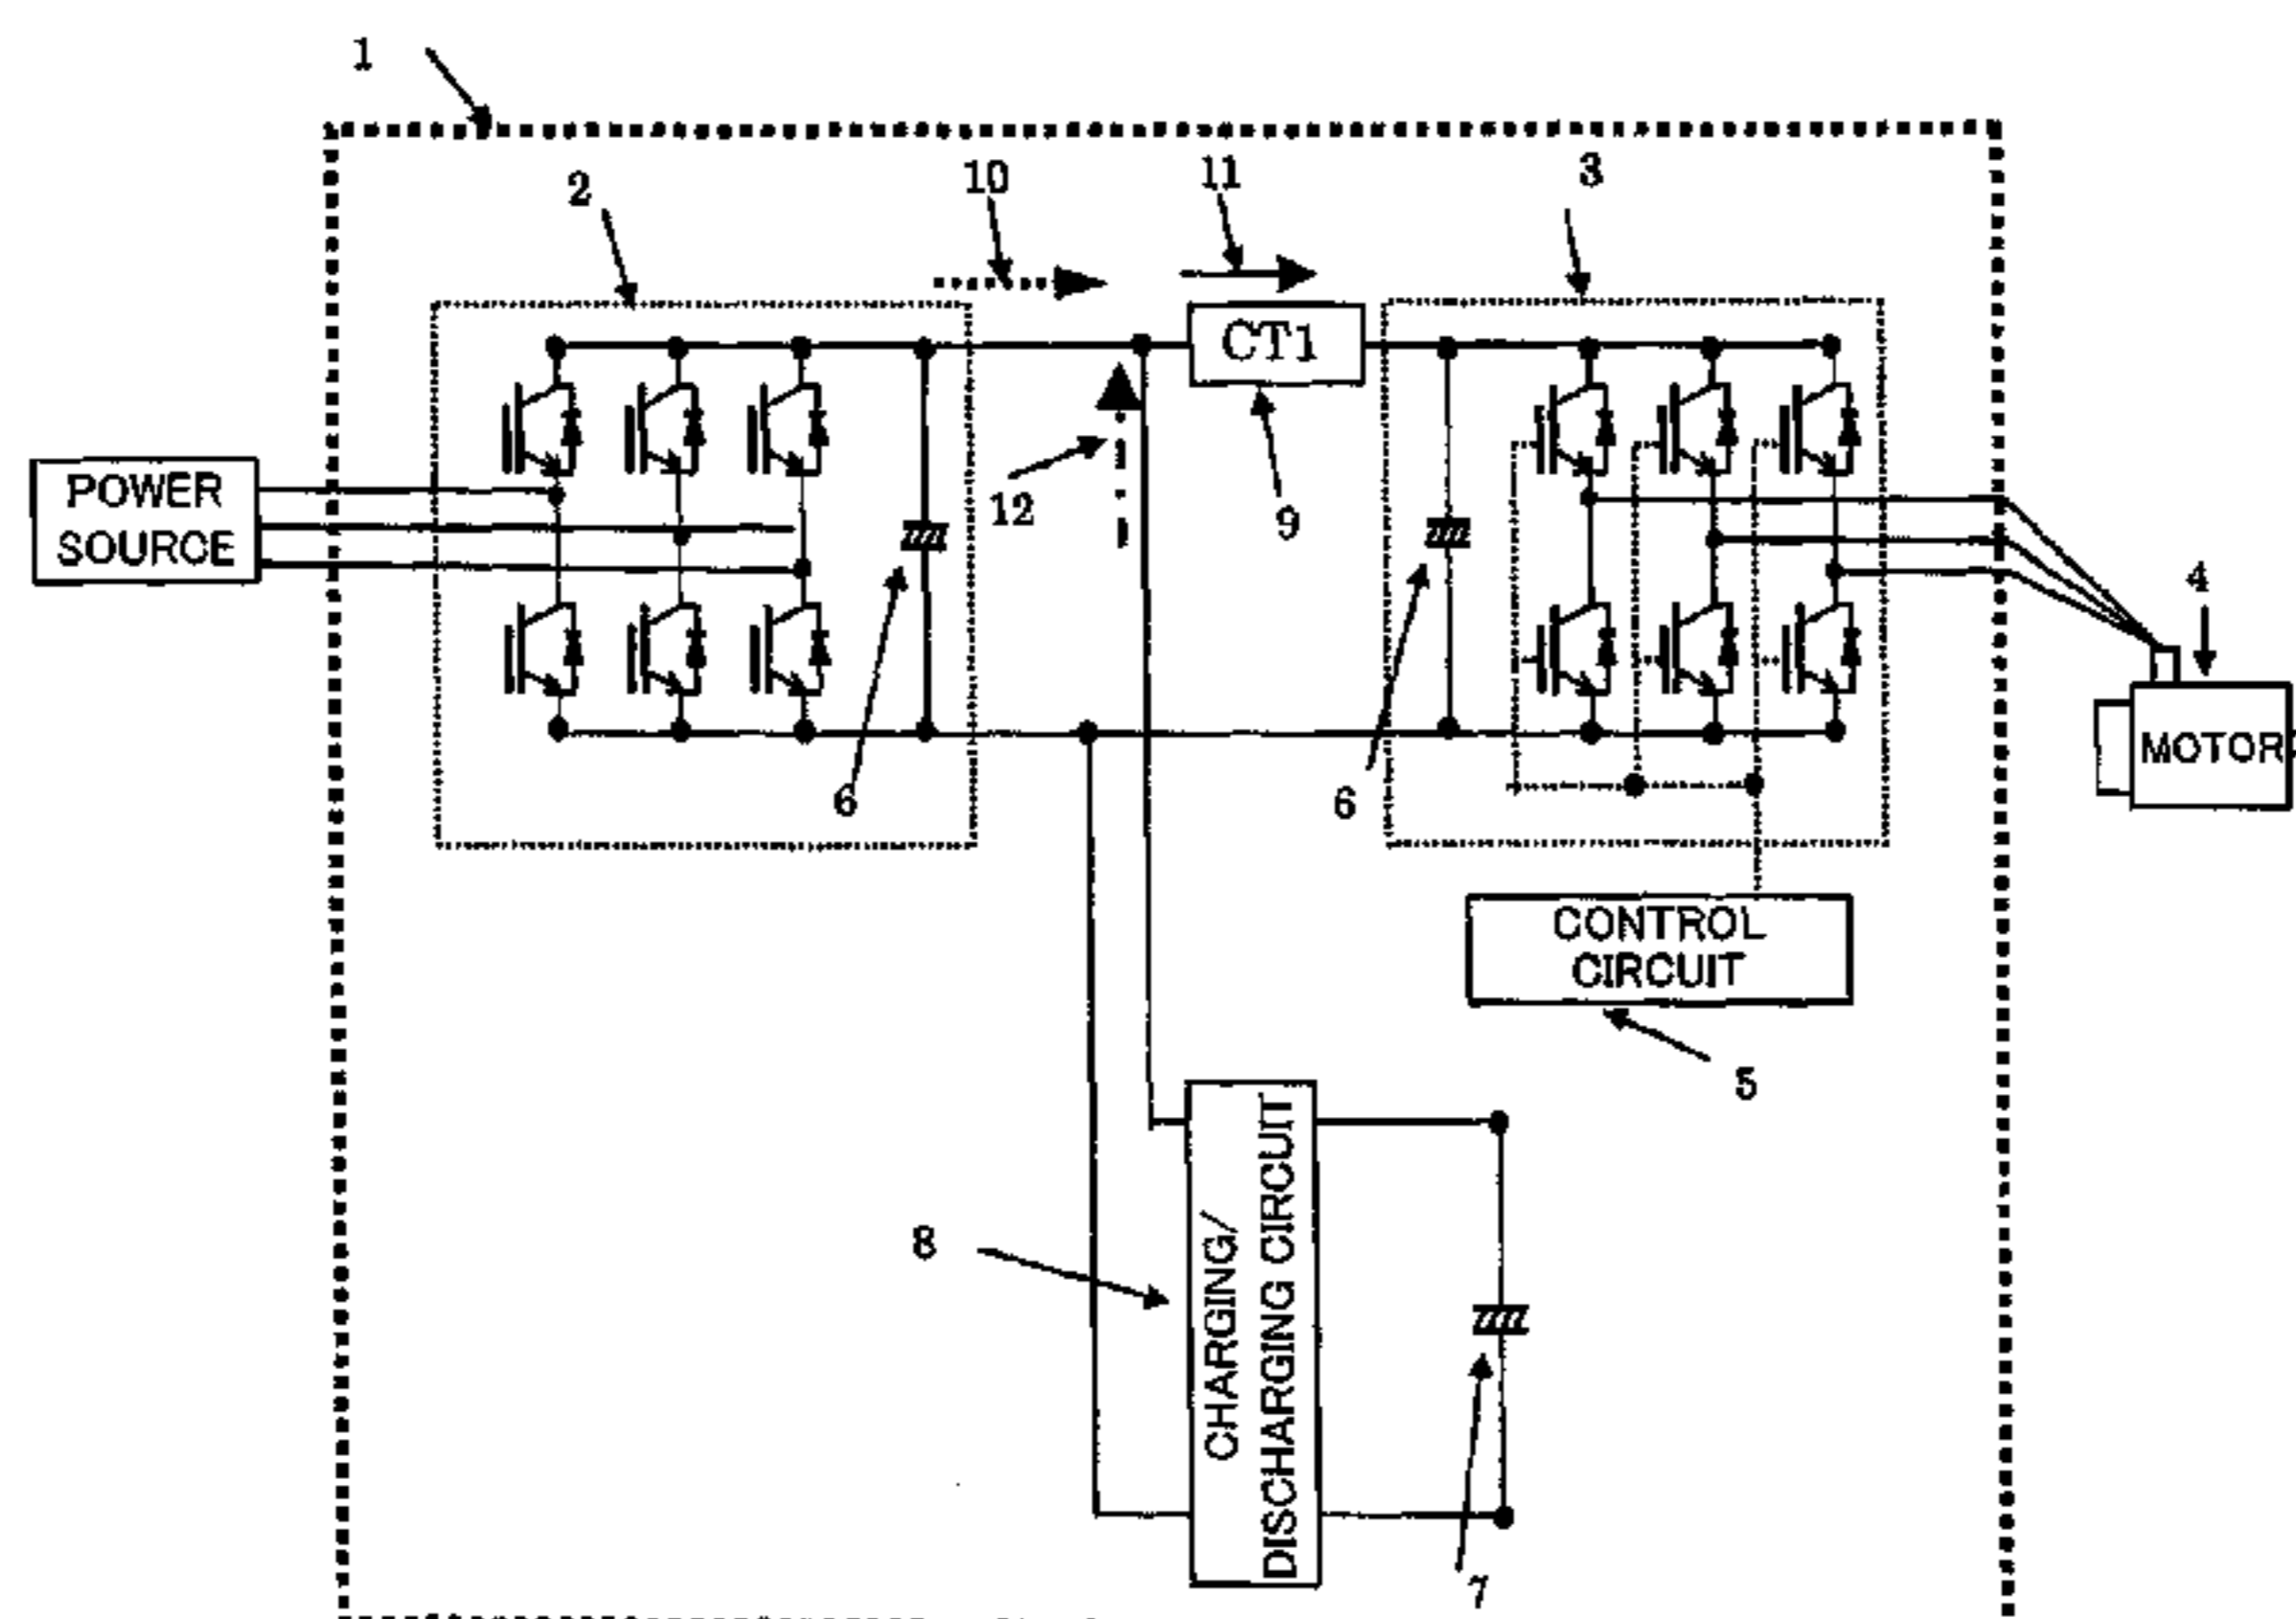 1
2
10
11
3
CT1
POWER
SOURCE
12
9
4
MOTOR
6
6
CONTROL
CIRCUIT
5
8
CHARGING/
DISCHARGING CIRCUIT
7